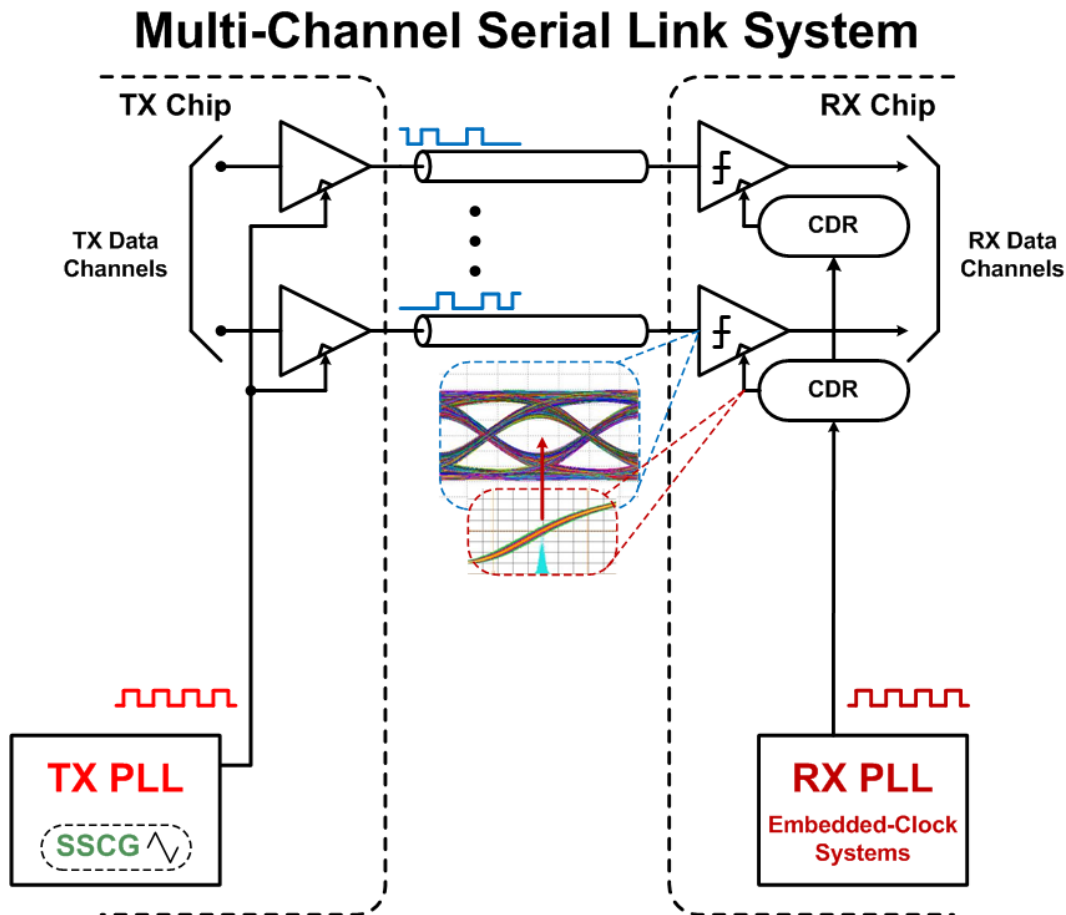 Multi-Channel Serial Link System
TX Chip
RX Chip
TX Data
Channels
CDR
RX Data
Channels
CDR
TX PLL
SSCG
RX PLL
Embedded-Clock
Systems